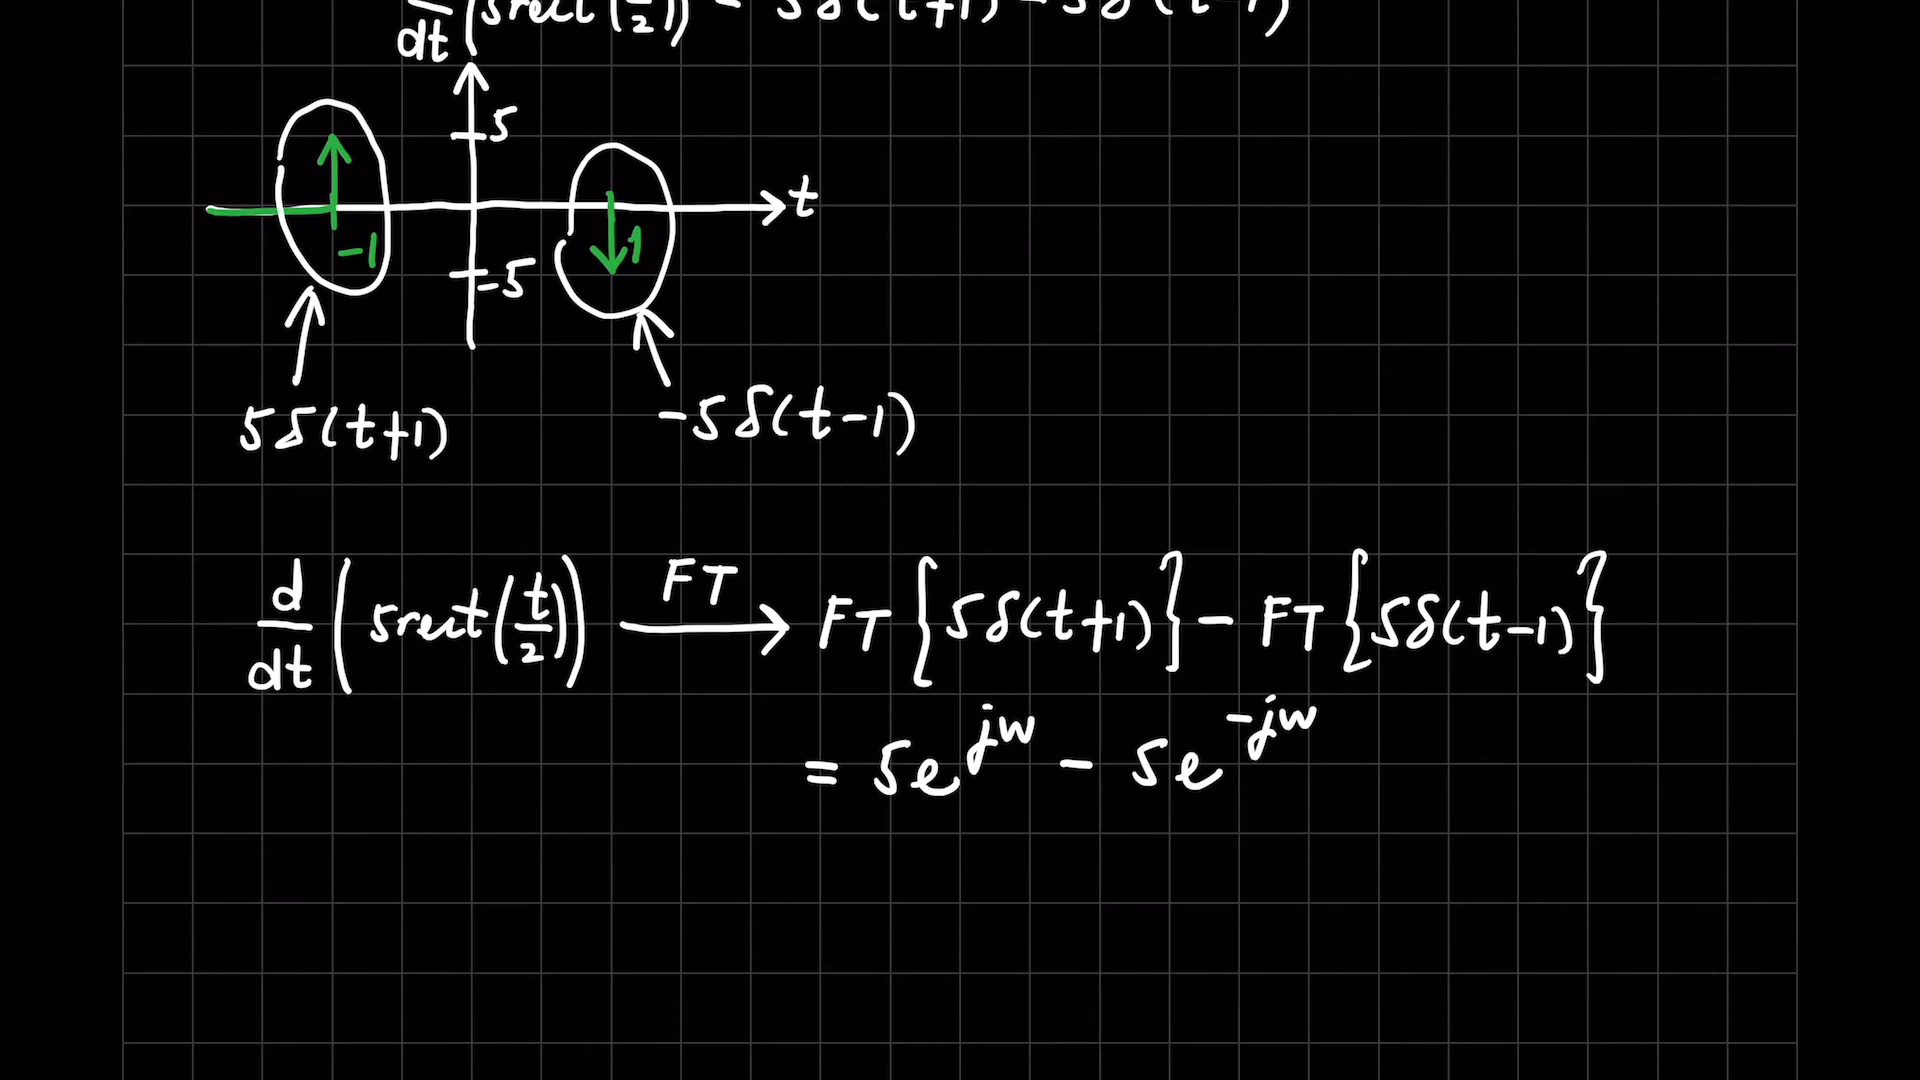 d/dt (5rect(t/2)) = 5δ(t+1) - 5δ(t-1)
5
t
-1
1
-5
5δ(t+1) -5δ(t-1)
d/dt (5rect(t/2)) FT→ FT{5δ(t+1)} - FT{5δ(t-1)}
= 5e^{jw} - 5e^{-jw}